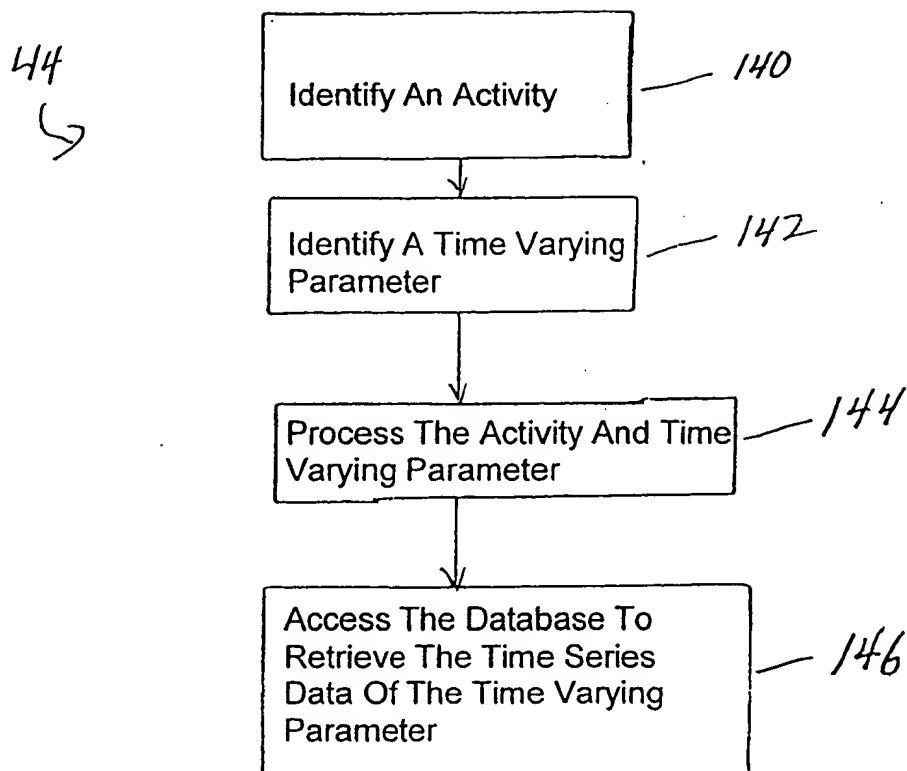 44
Identify An Activity
140
Identify A Time Varying
Parameter
142
Process The Activity And Time
Varying Parameter
144
Access The Database To
Retrieve The Time Series
Data Of The Time Varying
Parameter
146